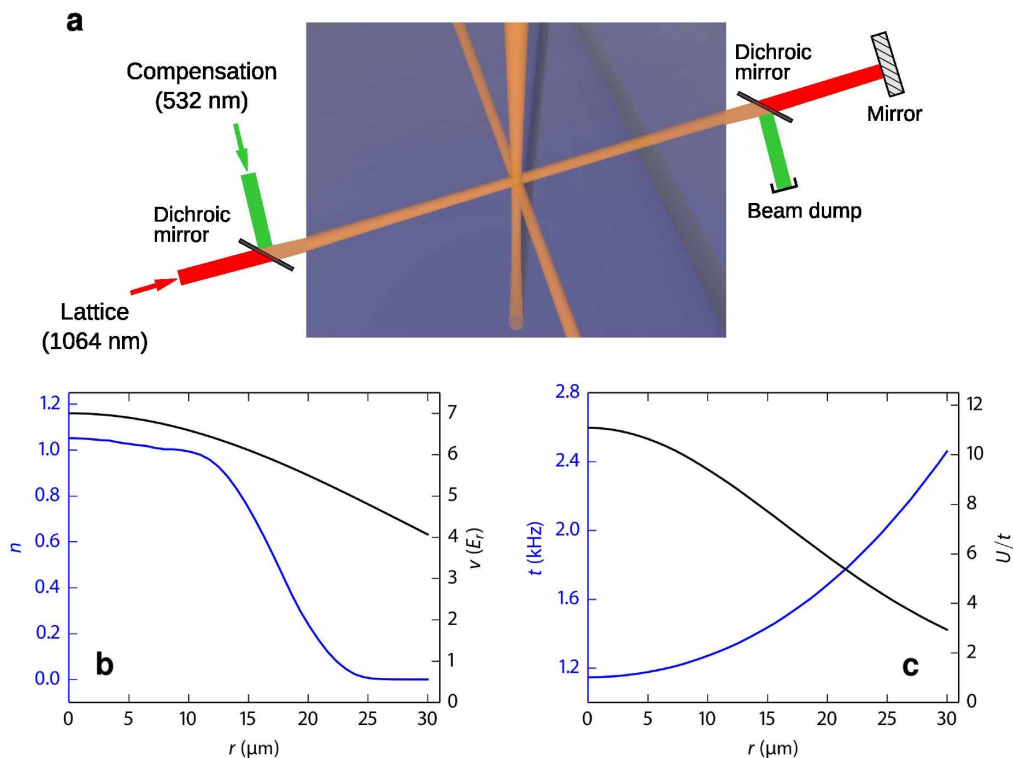 a
Compensation
(532 nm)
Dichroic
mirror
Lattice
(1064 nm)
Dichroic
mirror
Mirror
Beam dump
1.2
1.0
0.8
0.6
0.4
0.2
0.0
n
7
6
5
4
3
2
1
0
v (Er)
b
0 5 10 15 20 25 30
r (μm)
2.8
2.4
2.0
1.6
1.2
t (kHz)
12
10
8
6
4
2
0
U/t
c
0 5 10 15 20 25 30
r (μm)